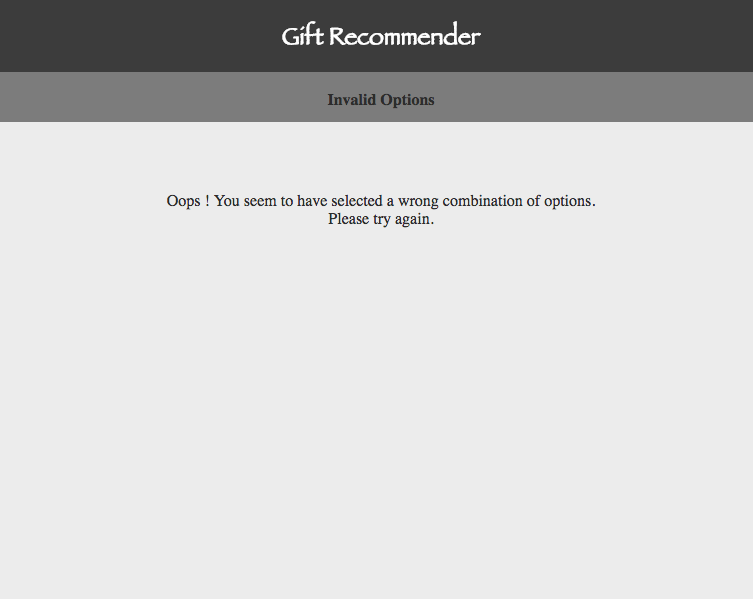 Gift Recommender
Invalid Options
Oops ! You seem to have selected a wrong combination of options.
Please try again.